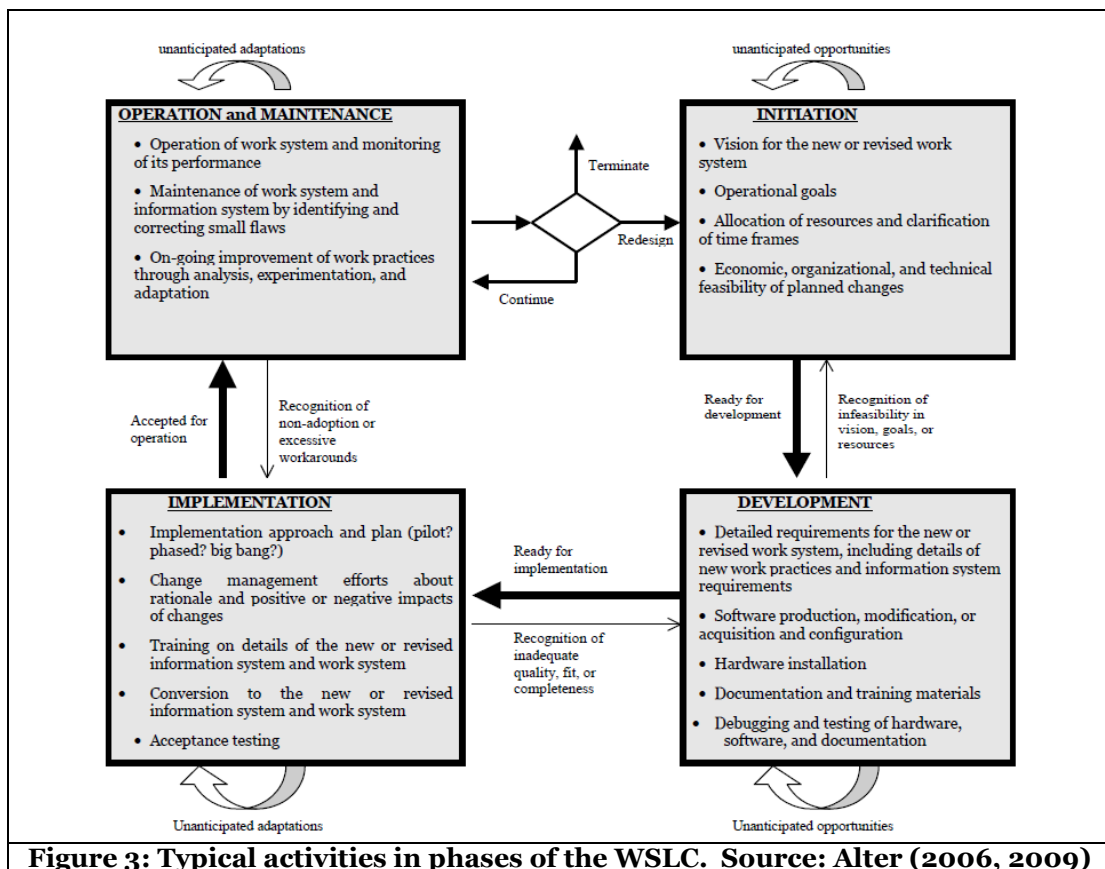 unanticipated adaptations
unanticipated opportunities
OPERATION and MAINTENANCE
• Operation of work system and monitoring
of its performance
• Maintenance of work system and
information system by identifying and
correcting small flaws
• On-going improvement of work practices
through analysis, experimentation, and
adaptation
Terminate
Redesign
Continue
INITIATION
• Vision for the new or revised work
system
• Operational goals
• Allocation of resources and clarification
of time frames
• Economic, organizational, and technical
feasibility of planned changes
Accepted for
operation
Recognition of
non-adoption or
excessive
workarounds
Ready for
development
Recognition of
infeasibility in
vision, goals, or
resources
IMPLEMENTATION
• Implementation approach and plan (pilot?
phased? big bang?)
• Change management efforts about
rationale and positive or negative impacts
of changes
• Training on details of the new or revised
information system and work system
• Conversion to the new or revised
information system and work system
• Acceptance testing
Ready for
implementation
Recognition of
inadequate
quality, fit, or
completeness
DEVELOPMENT
• Detailed requirements for the new or
revised work system, including details of
new work practices and information system
requirements
• Software production, modification, or
acquisition and configuration
• Hardware installation
• Documentation and training materials
• Debugging and testing of hardware,
software, and documentation
Unanticipated adaptations
Unanticipated opportunities
Figure 3: Typical activities in phases of the WSLC. Source: Alter (2006, 2009)